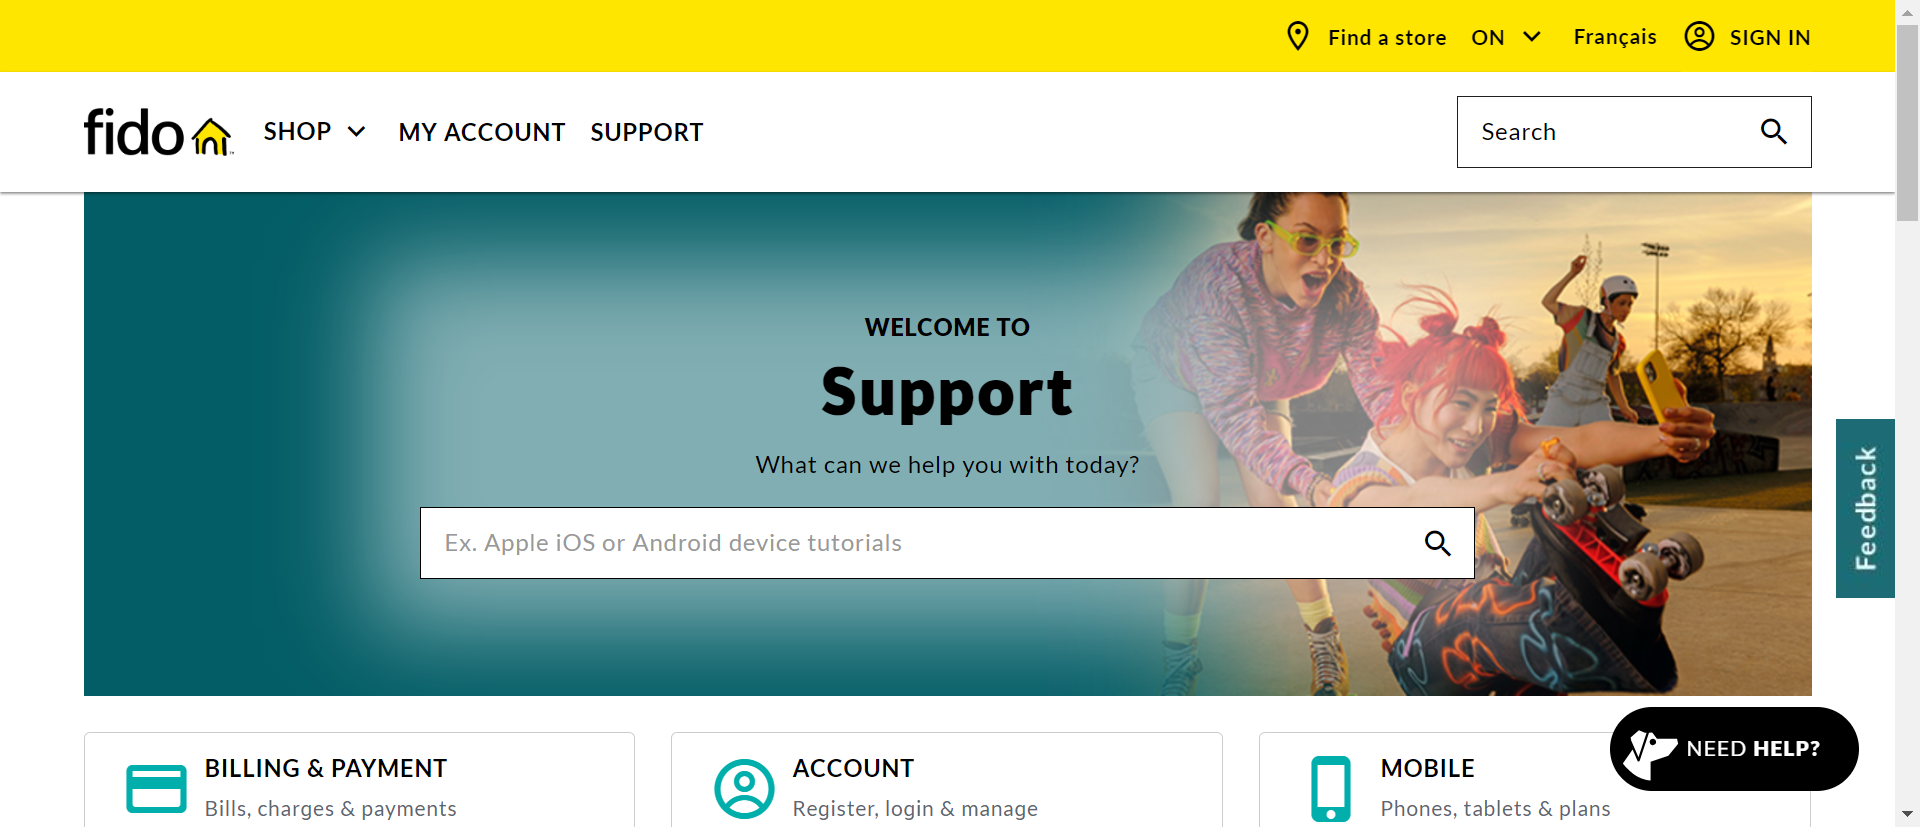 Find a store ON Français SIGN IN
fido SHOP MY ACCOUNT SUPPORT Search
WELCOME TO
Support
What can we help you with today?
Ex. Apple iOS or Android device tutorials
Feedback
BILLING & PAYMENT
Bills, charges & payments
ACCOUNT
Register, login & manage
MOBILE
Phones, tablets & plans
NEED HELP?